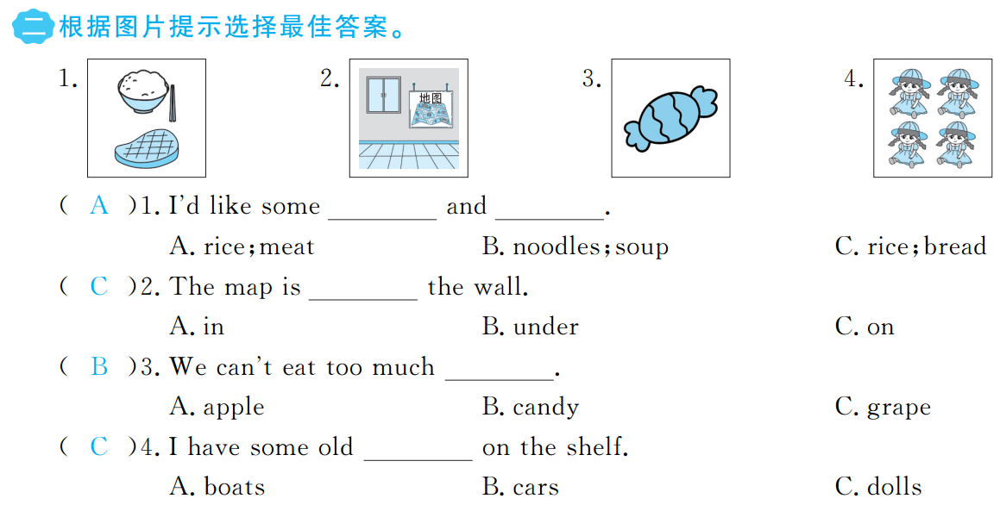 二 根据图片提示选择最佳答案。
1. 2. 地图 3. 4.
( A )1. I'd like some ________ and ________.
A. rice;meat B. noodles;soup C. rice;bread
( C )2. The map is ________ the wall.
A. in B. under C. on
( B )3. We can't eat too much ________.
A. apple B. candy C. grape
( C )4. I have some old ________ on the shelf.
A. boats B. cars C. dolls